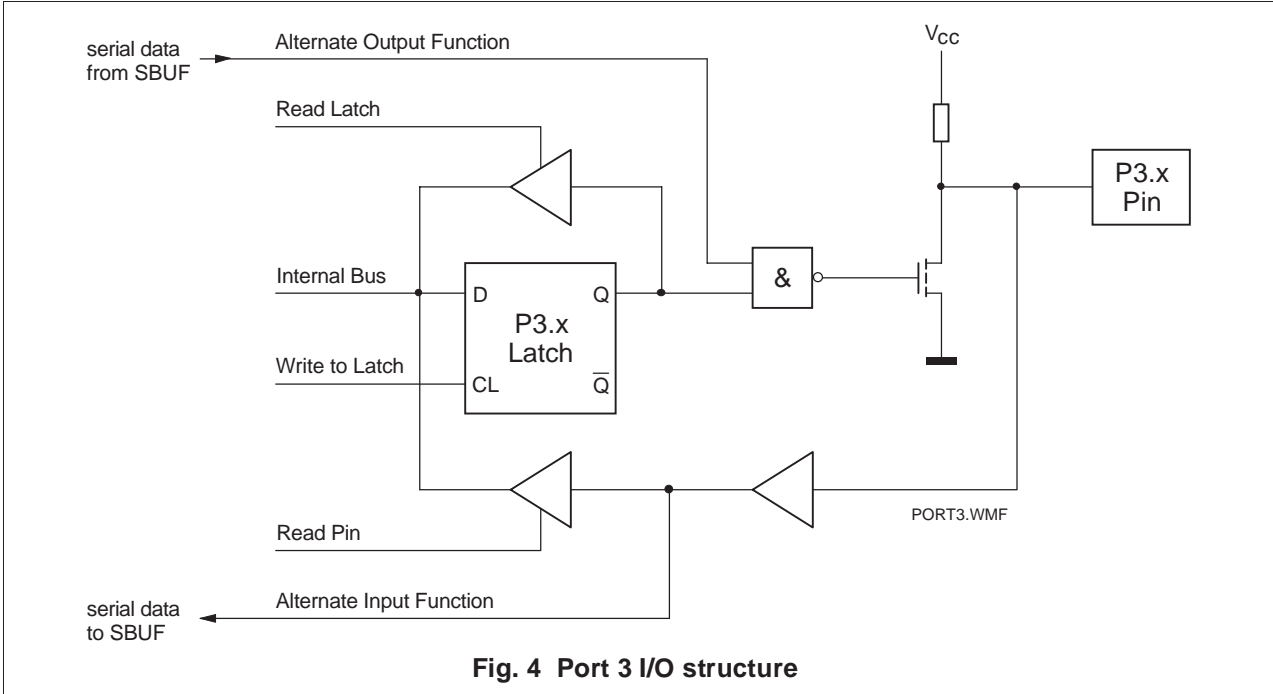 serial data
from SBUF
Alternate Output Function
VCC
Read Latch
P3.x
Pin
Internal Bus
D
Q
&
P3.x
Latch
Write to Latch
CL
Q̅
Read Pin
PORT3.WMF
serial data
to SBUF
Alternate Input Function
Fig. 4 Port 3 I/O structure